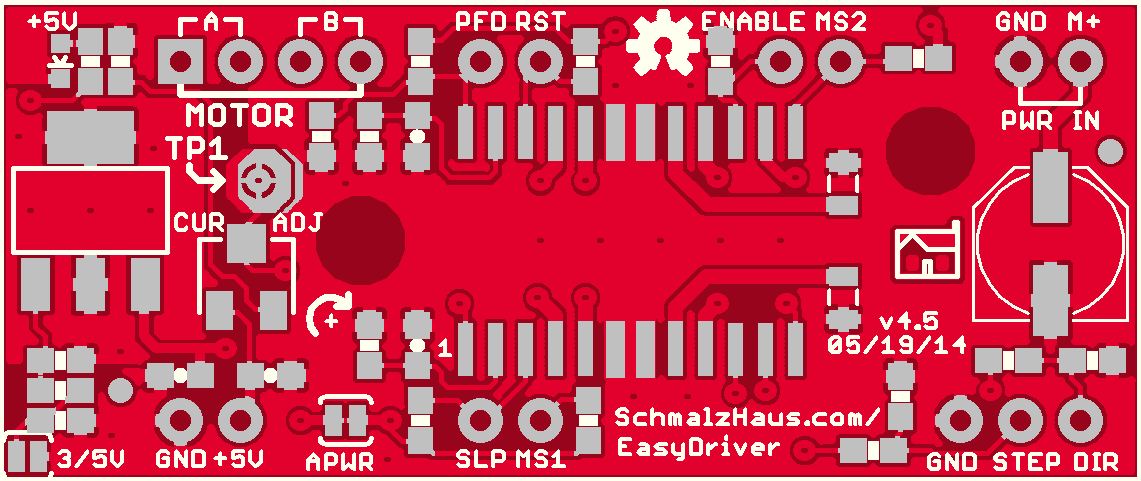 +5V A B PFD RST ENABLE MS2 GND M+
MOTOR
PWR IN
TP1
CUR ADJ
+
v4.5
05/19/14
1
SchmalzHaus.com/
EasyDriver
3/5V GND +5V APWR SLP MS1 GND STEP DIR